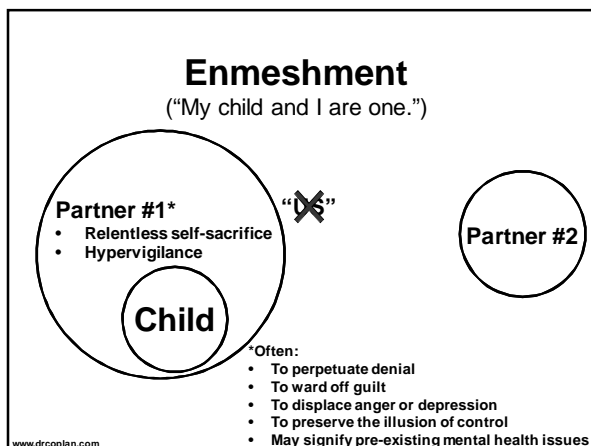 Enmeshment
(“My child and I are one.”)
Partner #1*
• Relentless self-sacrifice
• Hypervigilance
Child
“US”
Partner #2
*Often:
• To perpetuate denial
• To ward off guilt
• To displace anger or depression
• To preserve the illusion of control
• May signify pre-existing mental health issues
www.drcoplan.com